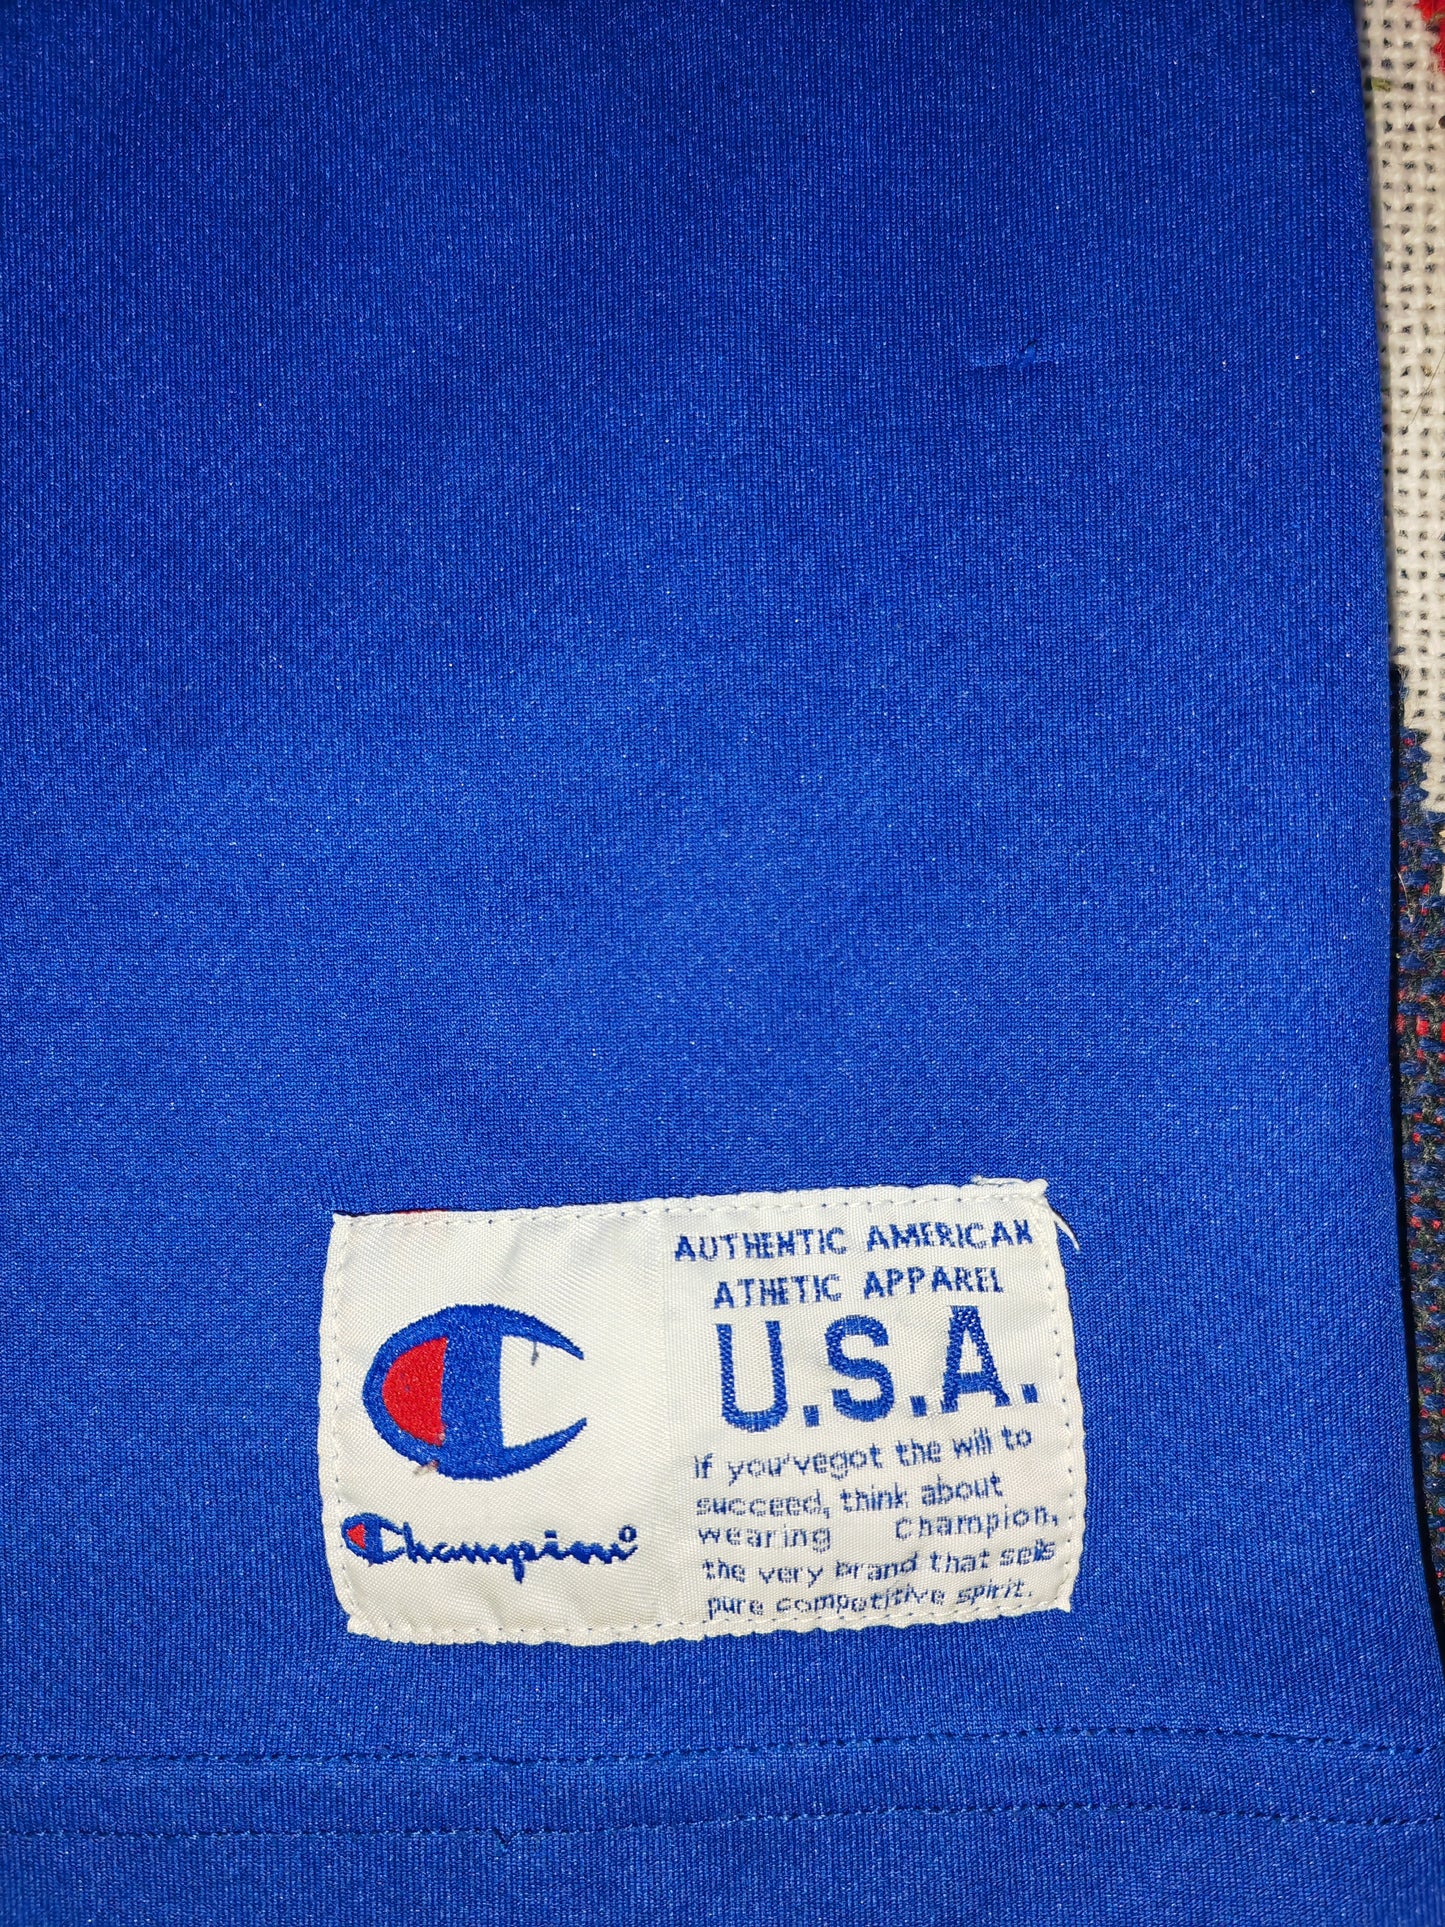 AUTHENTIC AMERICAN
ATHETIC APPAREL
U.S.A.
If you'vegot the will to
succeed, think about
wearing Champion,
the very brand that sells
pure competitive spirit.
Champion